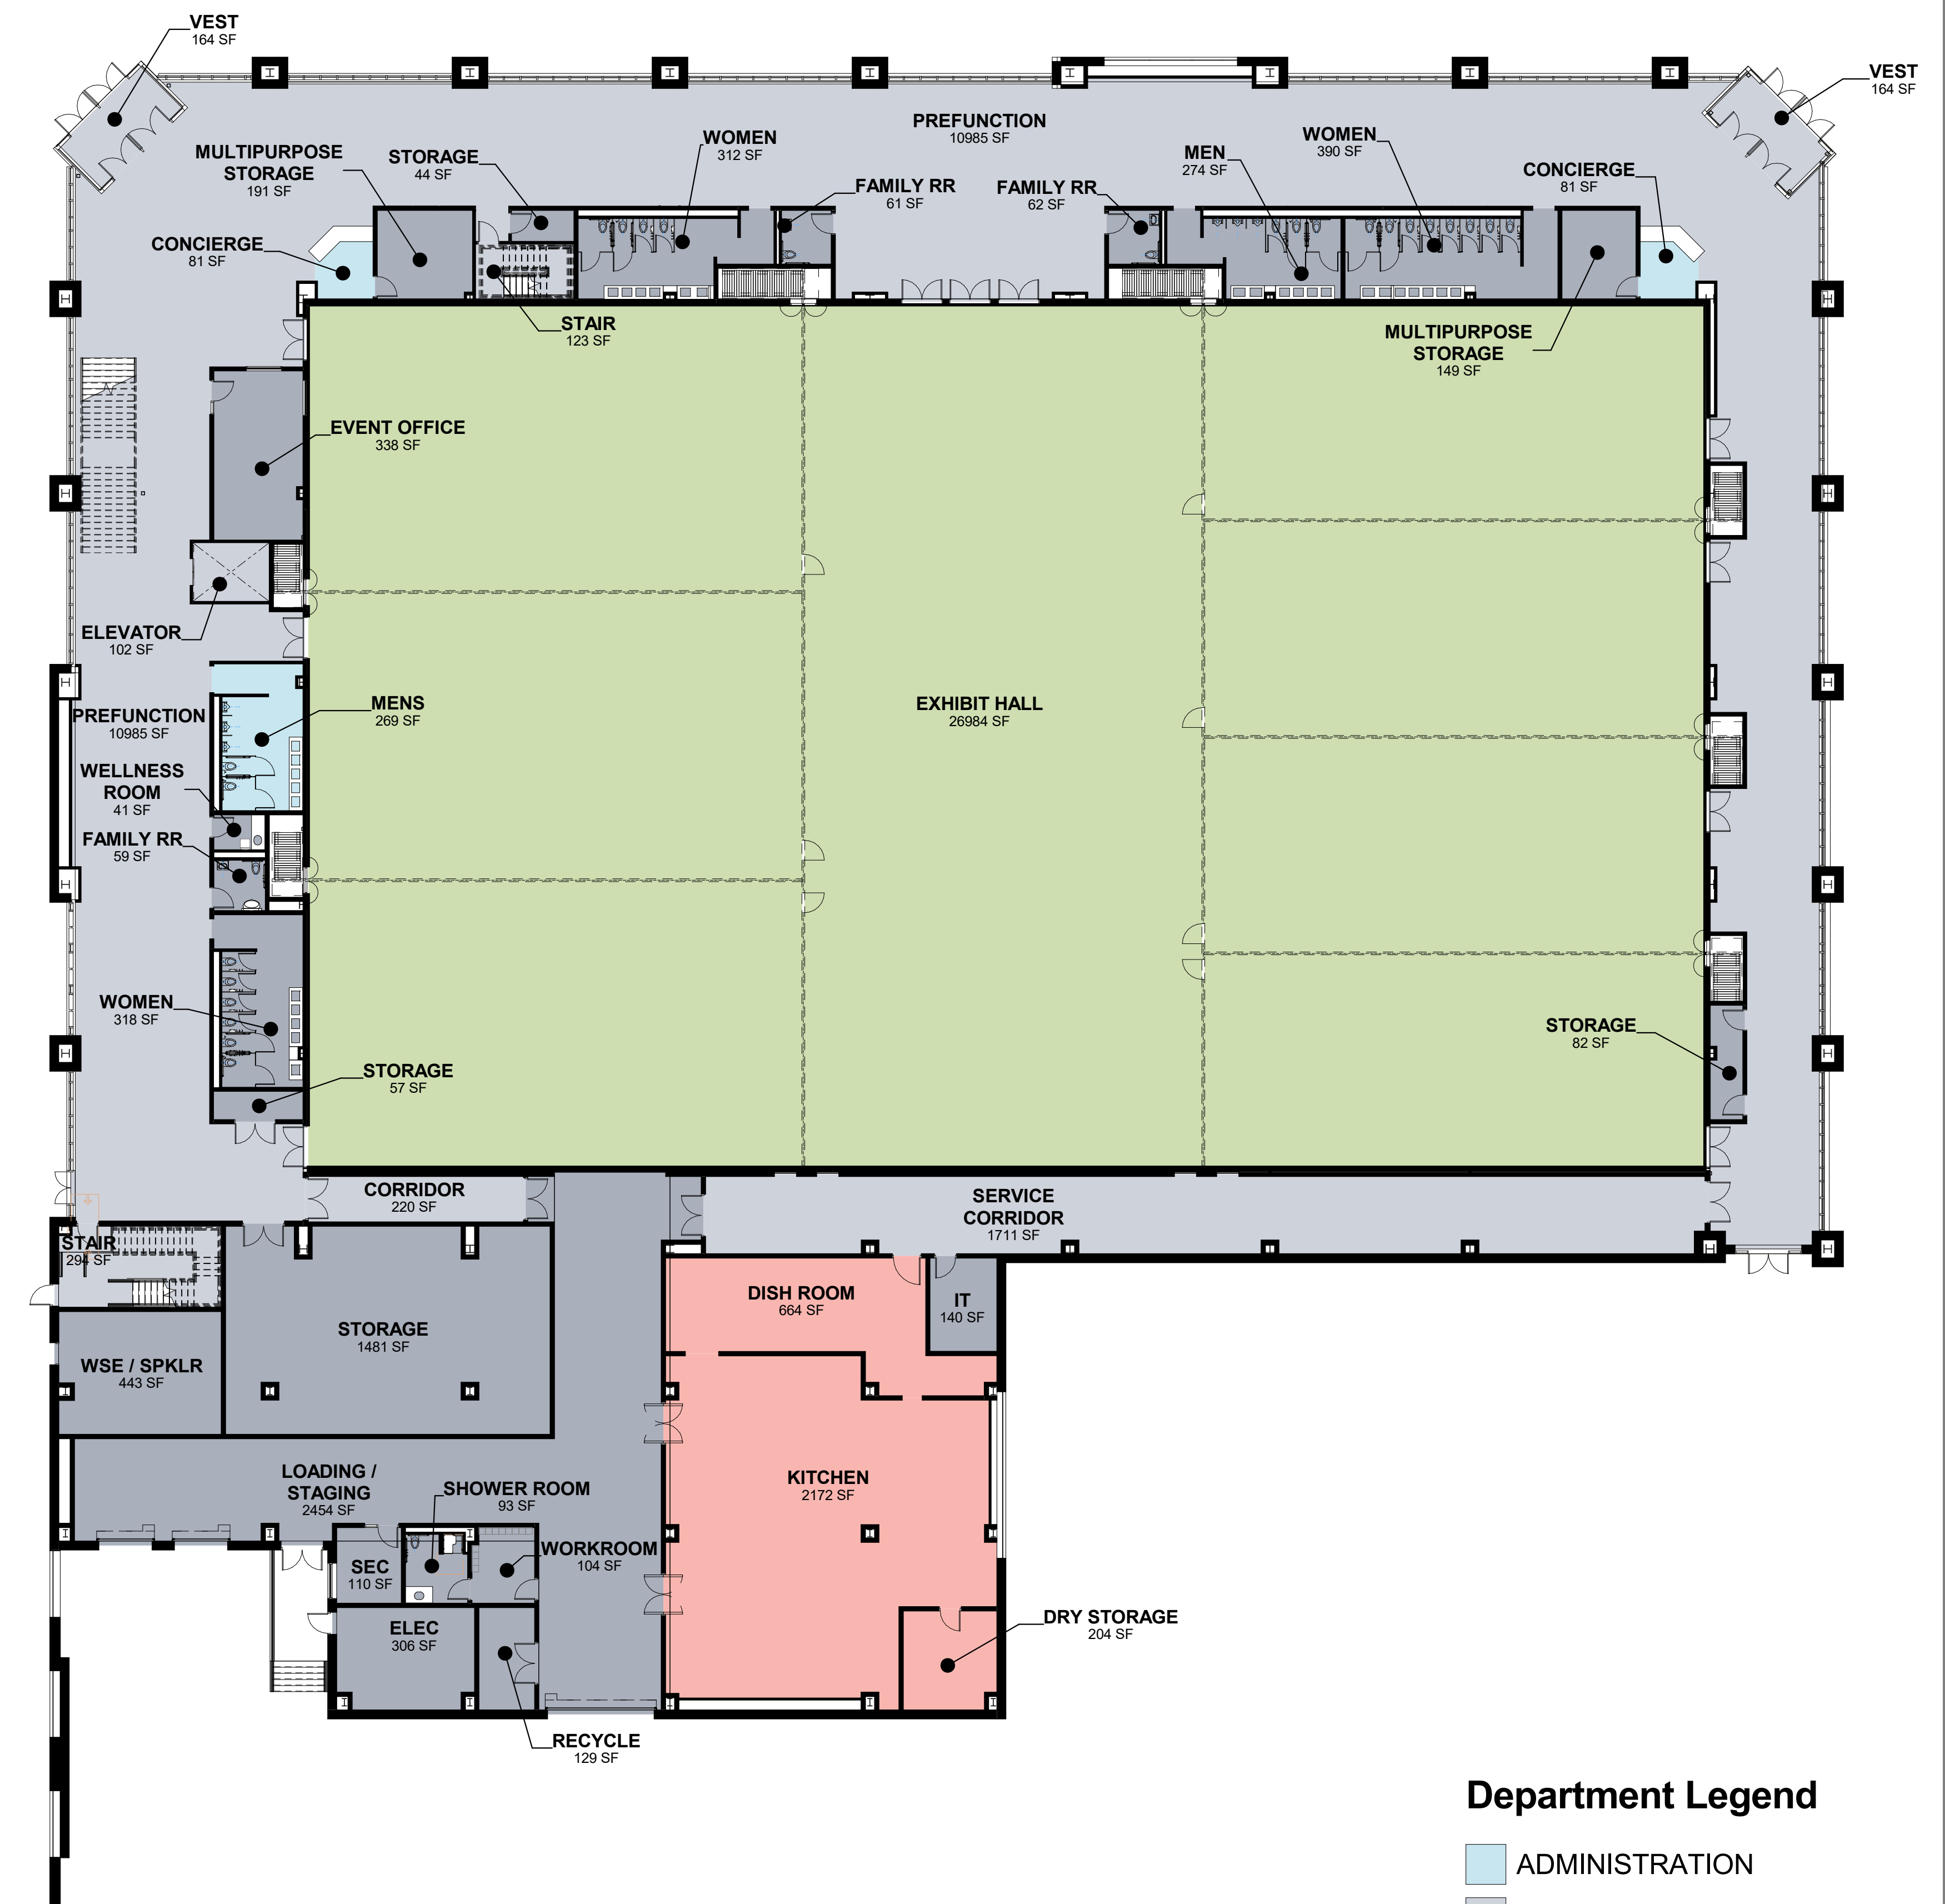 VEST
164 SF
VEST
164 SF
PREFUNCTION
10985 SF
WOMEN
312 SF
WOMEN
390 SF
MULTIPURPOSE
STORAGE
191 SF
STORAGE
44 SF
MEN
274 SF
CONCIERGE
81 SF
FAMILY RR
61 SF
FAMILY RR
62 SF
CONCIERGE
81 SF
STAIR
123 SF
MULTIPURPOSE
STORAGE
149 SF
EVENT OFFICE
338 SF
ELEVATOR
102 SF
MENS
269 SF
EXHIBIT HALL
26984 SF
PREFUNCTION
10985 SF
WELLNESS
ROOM
41 SF
FAMILY RR
59 SF
WOMEN
318 SF
STORAGE
82 SF
STORAGE
57 SF
CORRIDOR
220 SF
SERVICE
CORRIDOR
1711 SF
STAIR
294 SF
DISH ROOM
664 SF
IT
140 SF
STORAGE
1481 SF
WSE / SPKLR
443 SF
LOADING /
STAGING
2454 SF
SHOWER ROOM
93 SF
KITCHEN
2172 SF
WORKROOM
104 SF
SEC
110 SF
ELEC
306 SF
DRY STORAGE
204 SF
RECYCLE
129 SF
Department Legend
ADMINISTRATION